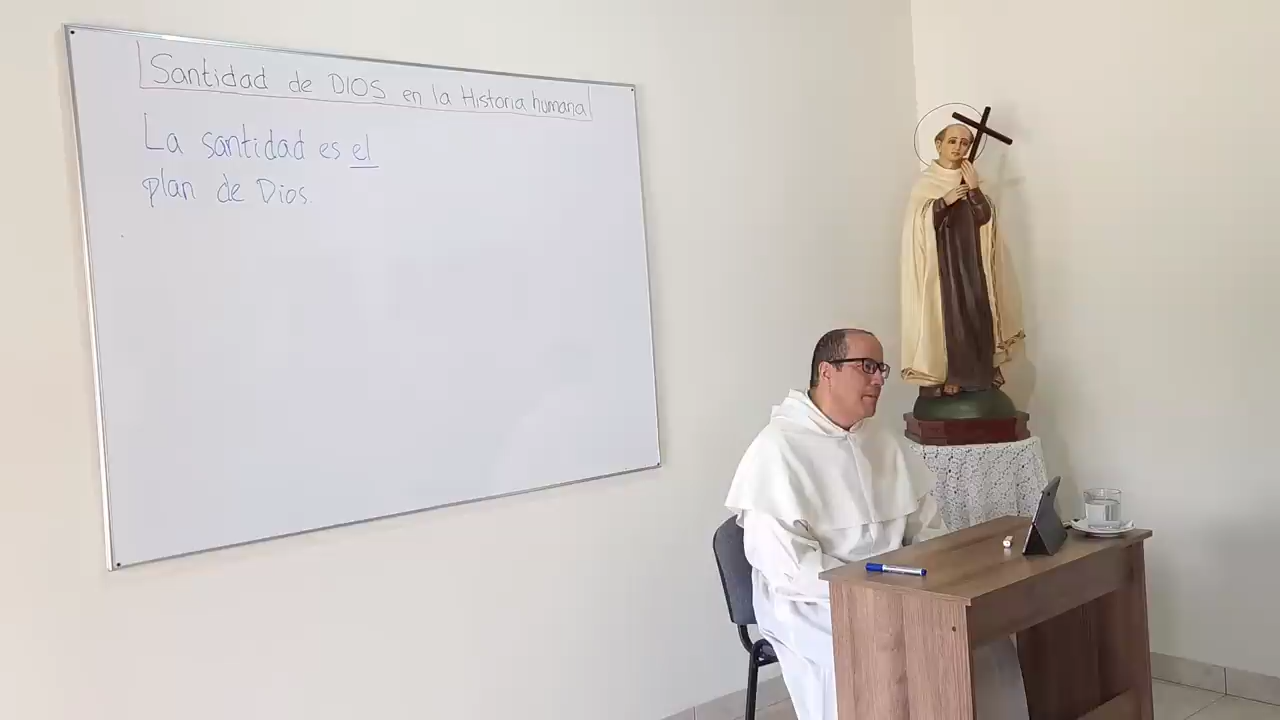 Santidad de DIOS en la Historia humana
La santidad es el
plan de Dios.